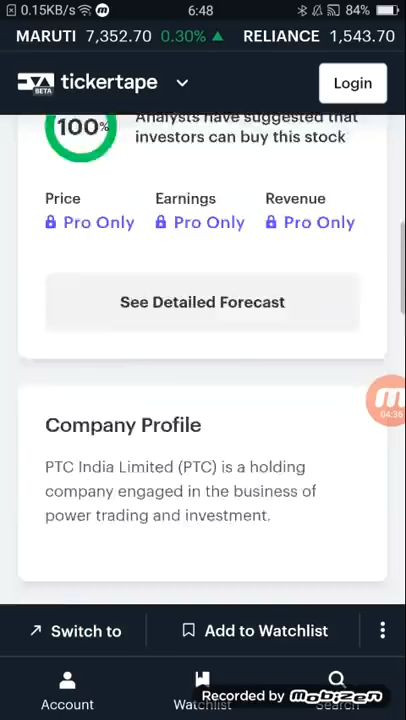 0.15KB/s 6:48 84%
MARUTI 7,352.70 0.30% ▲ RELIANCE 1,543.70
BETA tickertape Login
100% Analysts have suggested that
investors can buy this stock
Price Earnings Revenue
Pro Only Pro Only Pro Only
See Detailed Forecast
Company Profile
04:36
PTC India Limited (PTC) is a holding
company engaged in the business of
power trading and investment.
Switch to Add to Watchlist
Account Watchlist Search
Recorded by Mobizen